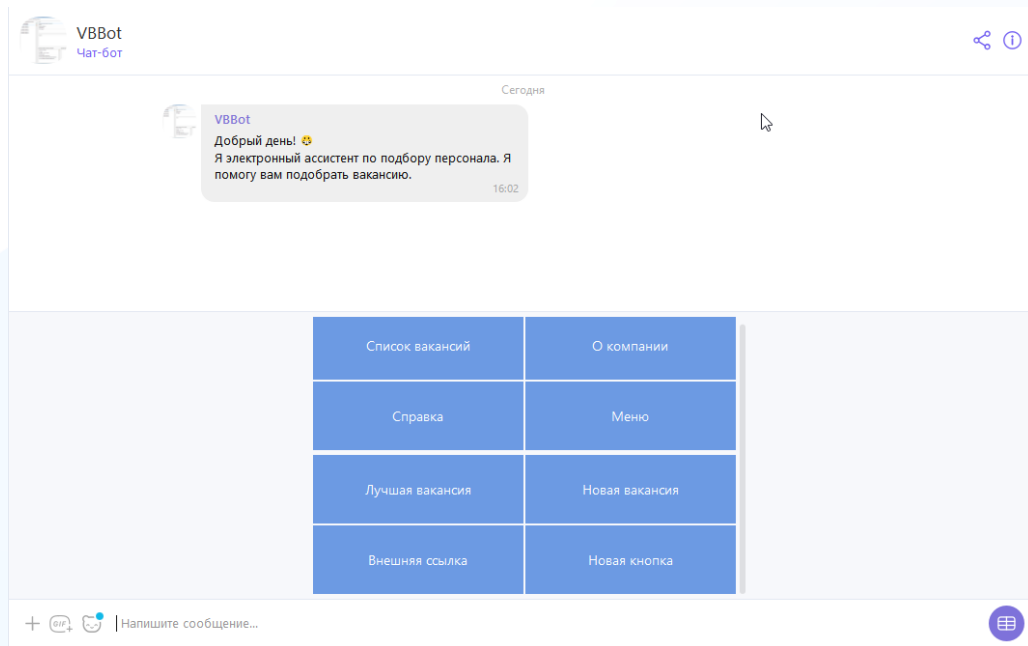 VBBot
Чат-бот
Сегодня
VBBot
Добрый день!
Я электронный ассистент по подбору персонала. Я
помогу вам подобрать вакансию.
16:02
Список вакансий
О компании
Справка
Меню
Лучшая вакансия
Новая вакансия
Внешняя ссылка
Новая кнопка
GIF
Напишите сообщение...